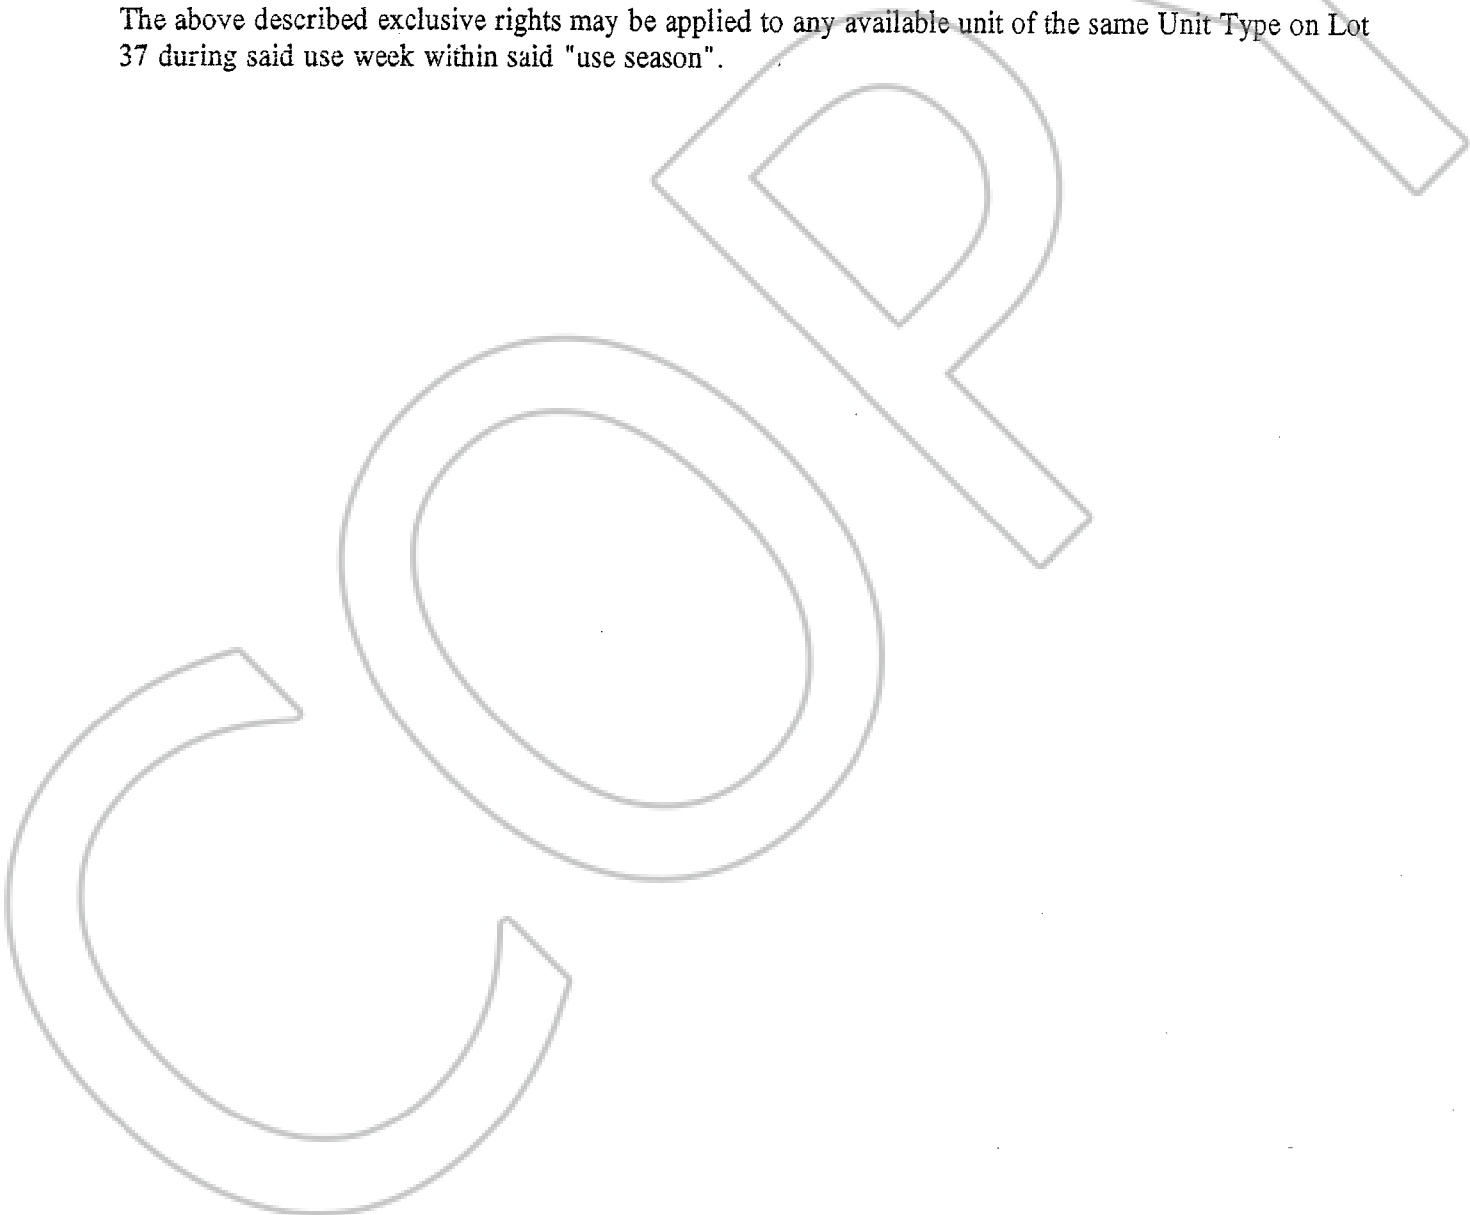 The above described exclusive rights may be applied to any available unit of the same Unit Type on Lot
37 during said use week within said "use season".
COPY